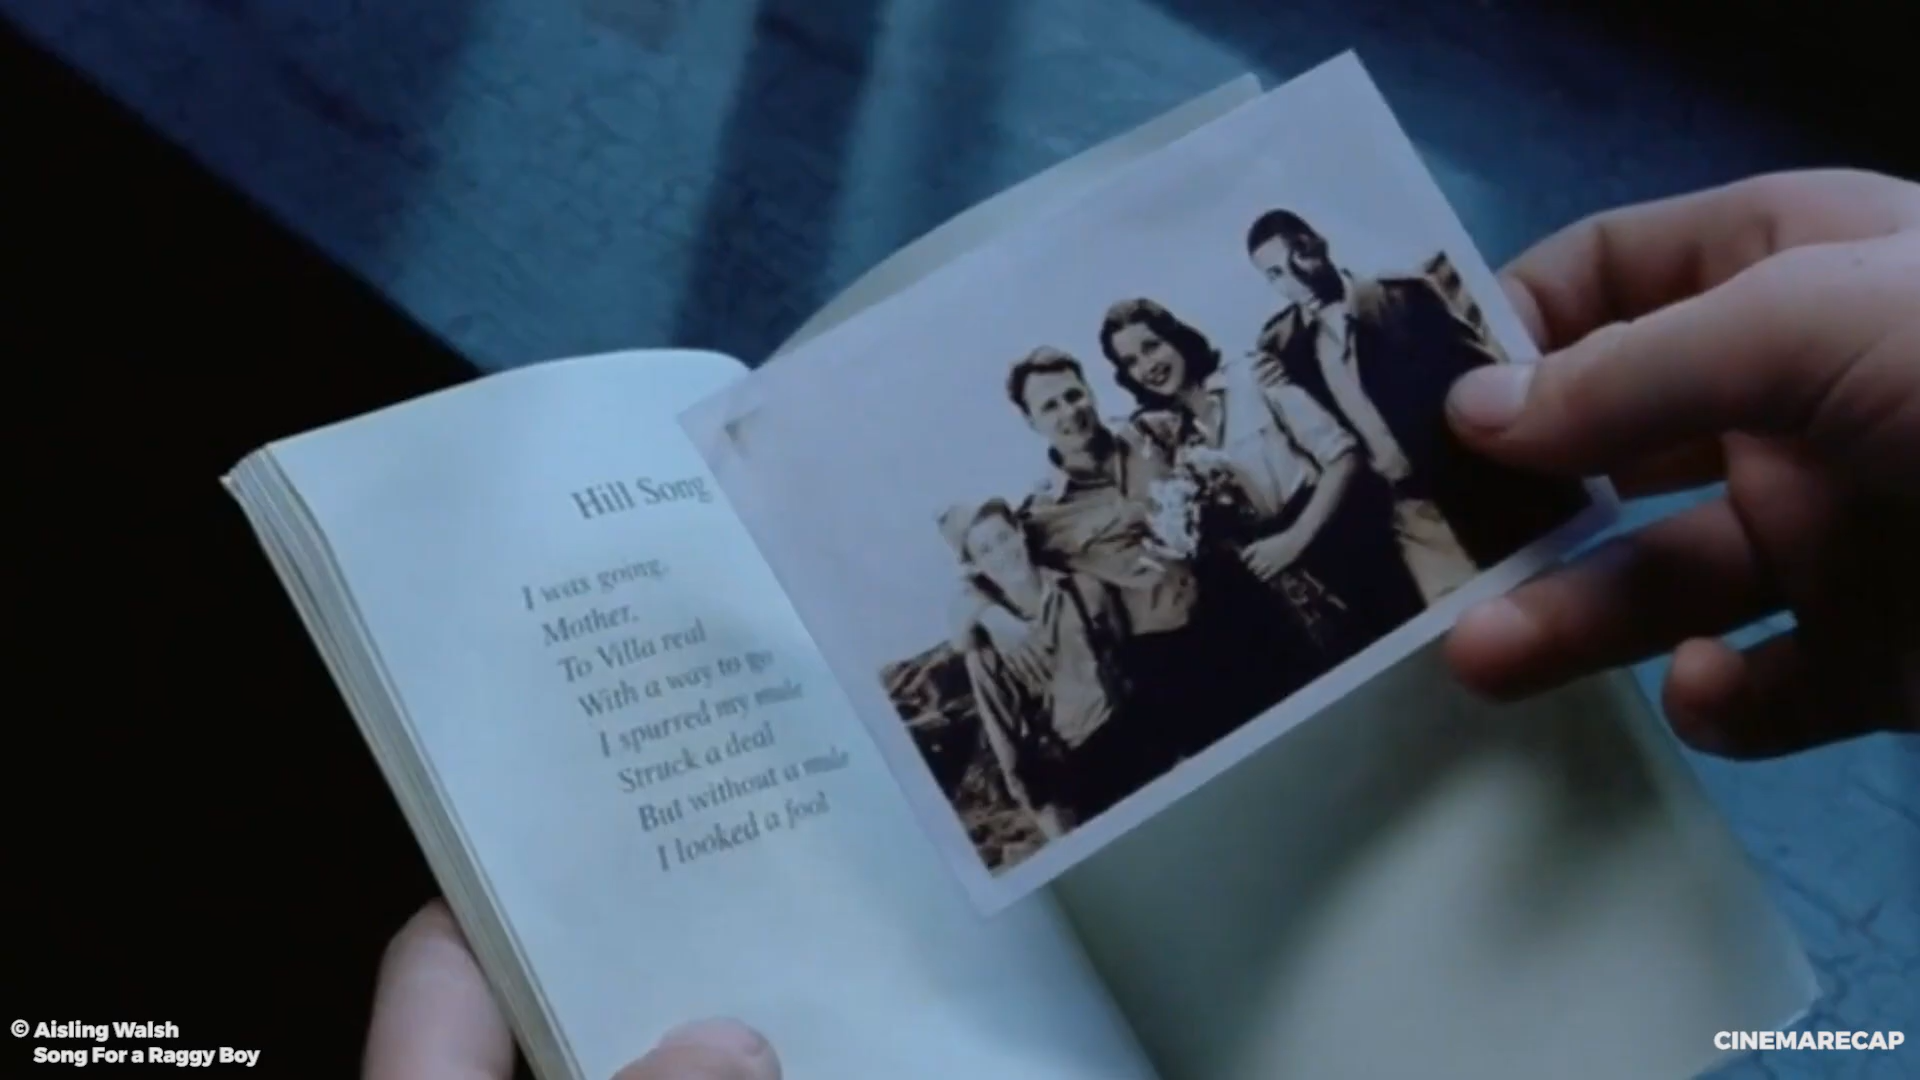 Hill Song
I was going,
Mother,
To Villa real
With a way to go
I spurred my mule
Struck a deal
But without a mule
I looked a fool
© Aisling Walsh
Song For a Raggy Boy
CINEMARECAP